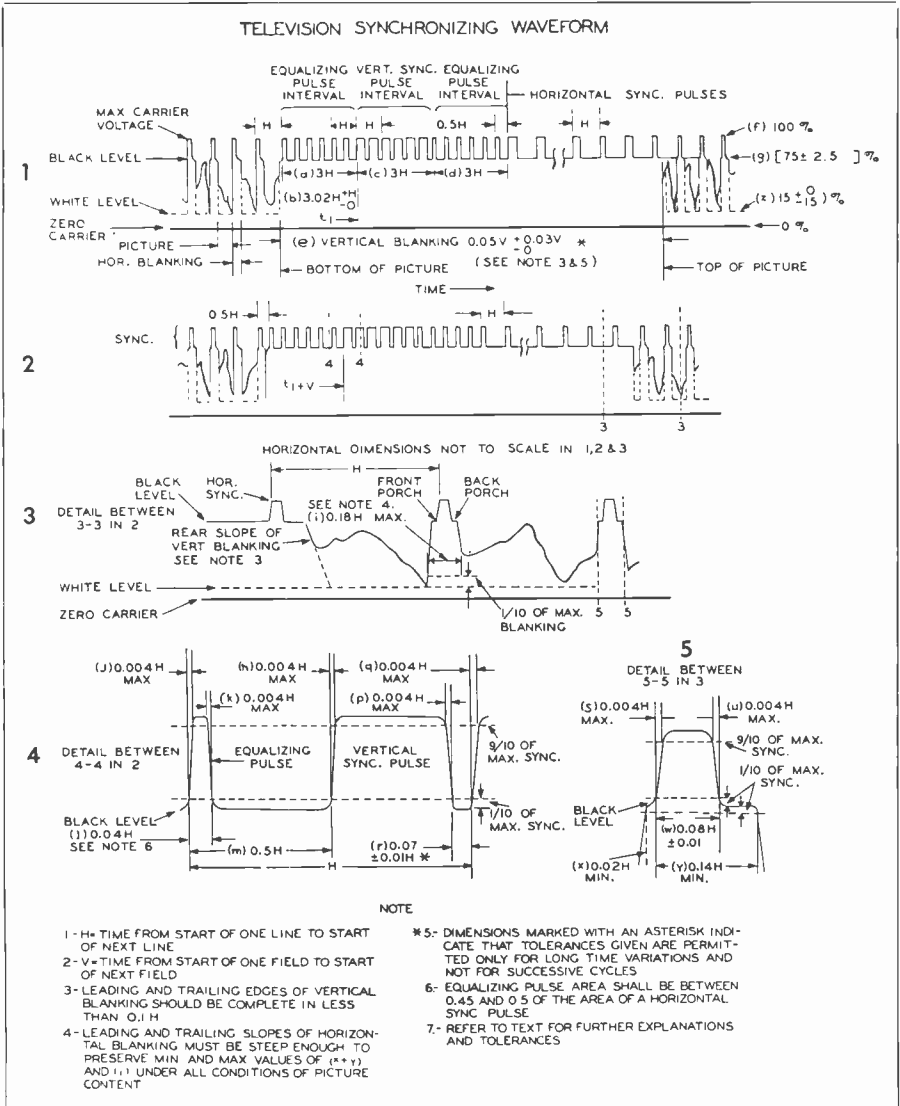 TELEVISION SYNCHRONIZING WAVEFORM
EQUALIZING VERT. SYNC. EQUALIZING
PULSE PULSE PULSE
INTERVAL INTERVAL INTERVAL
HORIZONTAL SYNC. PULSES
MAX CARRIER
VOLTAGE
H
H
H
0.5H
H
(f) 100 %
1
BLACK LEVEL
(g) [75± 2.5 ] %
(a)3H
(c)3H
(d)3H
WHITE LEVEL
(b)3.02H +H -0
(z)15 ± 0 15) %
t1
ZERO
CARRIER
0 %
PICTURE
(e) VERTICAL BLANKING 0.05V +0.03V -0 *
HOR. BLANKING
BOTTOM OF PICTURE
(SEE NOTE 3&5)
TOP OF PICTURE
TIME
0.5H
H
SYNC.
2
4 4
t1+V
3 3
HORIZONTAL DIMENSIONS NOT TO SCALE IN 1,2 & 3
H
BLACK
LEVEL
HOR.
SYNC.
FRONT
PORCH
BACK
PORCH
3
DETAIL BETWEEN
3-3 IN 2
SEE NOTE 4.
(i)0.18H MAX.
REAR SLOPE OF
VERT BLANKING
SEE NOTE 3
WHITE LEVEL
ZERO CARRIER
1/10 OF MAX.
BLANKING
5 5
5
DETAIL BETWEEN
5-5 IN 3
(J)0.004H
MAX
(h)0.004H
MAX
(q)0.004H
MAX
(k)0.004H
MAX
(p)0.004H
MAX
(s)0.004H
MAX.
(u)0.004H
MAX.
4
DETAIL BETWEEN
4-4 IN 2
EQUALIZING
PULSE
VERTICAL
SYNC. PULSE
9/10 OF
MAX. SYNC.
9/10 OF MAX.
SYNC.
1/10 OF MAX.
SYNC.
BLACK LEVEL
(l)0.04H
SEE NOTE 6
1/10 OF
MAX. SYNC.
BLACK
LEVEL
(m)0.5H
(r)0.07
±0.01H *
H
(w)0.08H
±0.01
(x)0.02H
MIN.
(y)0.14H
MIN.
NOTE
1- H= TIME FROM START OF ONE LINE TO START
OF NEXT LINE
2- V= TIME FROM START OF ONE FIELD TO START
OF NEXT FIELD
3- LEADING AND TRAILING EDGES OF VERTICAL
BLANKING SHOULD BE COMPLETE IN LESS
THAN 0.1 H
4- LEADING AND TRAILING SLOPES OF HORIZON-
TAL BLANKING MUST BE STEEP ENOUGH TO
PRESERVE MIN AND MAX VALUES OF (x+y)
AND (i) UNDER ALL CONDITIONS OF PICTURE
CONTENT
*5- DIMENSIONS MARKED WITH AN ASTERISK INDI-
CATE THAT TOLERANCES GIVEN ARE PERMIT-
TED ONLY FOR LONG TIME VARIATIONS AND
NOT FOR SUCCESSIVE CYCLES
6- EQUALIZING PULSE AREA SHALL BE BETWEEN
0.45 AND 0.5 OF THE AREA OF A HORIZONTAL
SYNC PULSE
7- REFER TO TEXT FOR FURTHER EXPLANATIONS
AND TOLERANCES